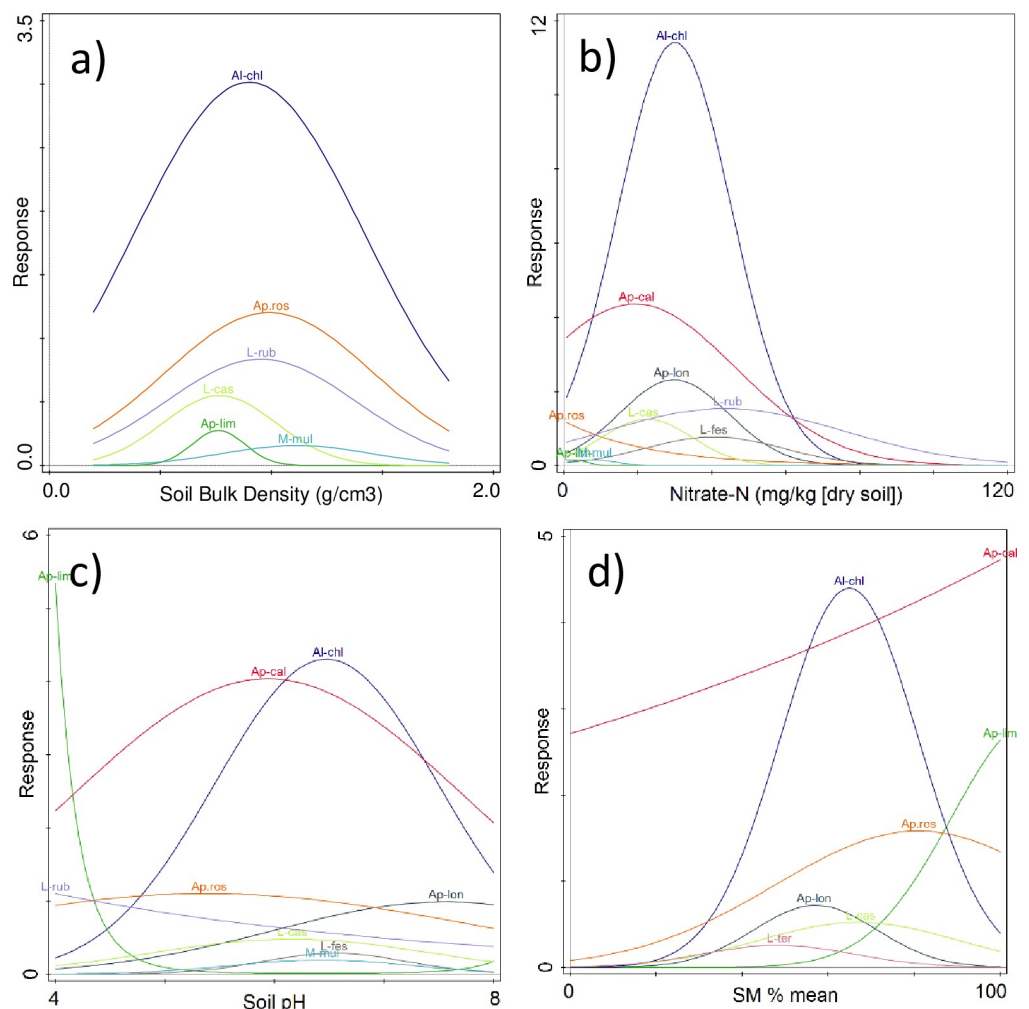 a)
3.5
Response
0.0
Al-chl
Ap.ros
L-rub
L-cas
Ap-lim
M-mul
0.0
Soil Bulk Density (g/cm3)
2.0
b)
12
Response
0
Al-chl
Ap-cal
Ap-lon
L-rub
Ap.ros
L-cas
L-fes
0
Nitrate-N (mg/kg [dry soil])
120
c)
6
Response
0
Ap-lim
Al-chl
Ap-cal
L-rub
Ap.ros
Ap-lon
L-cas
L-fes
M-mul
4
Soil pH
8
d)
5
Response
0
Ap-cal
Al-chl
Ap-lim
Ap.ros
Ap-lon
L-cas
L-ter
0
SM % mean
100